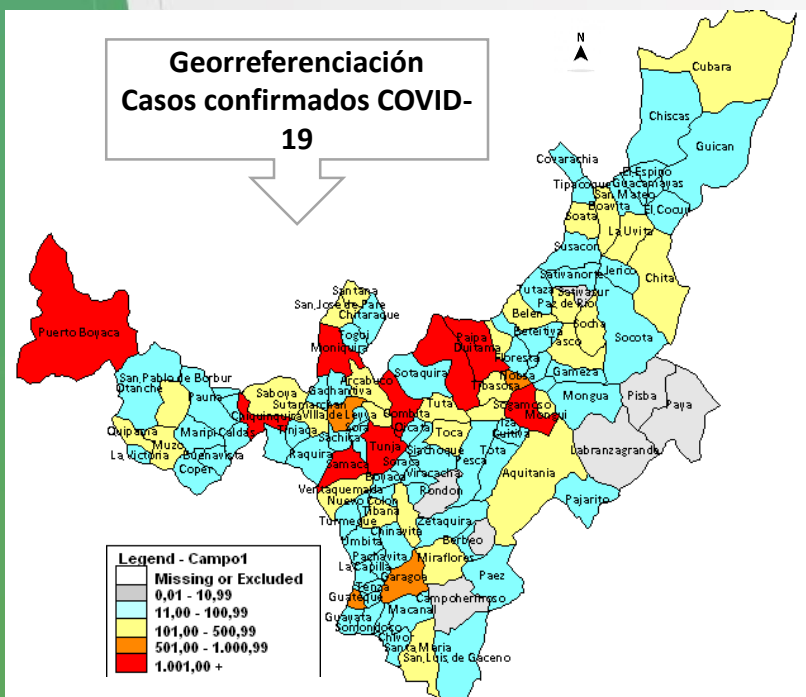 Georreferenciación
Casos confirmados COVID-
19
N
Cubara
Chiscas
Guican
Covarachia
El Espino
Tipacoque
Guacamayas
San Mateo
Boavita
El Cocuy
Soata
La Uvita
Susacon
Jerico
Chita
Sativanorte
Sativasur
Tutaza
Paz de Rio
Socha
Socota
Belen
Beteitiva
Tasco
Santana
San Jose de Pare
Chitaraque
Togui
Moniquira
Puerto Boyaca
Paipa
Duitama
Floresta
Gameza
Nobsa
Tibasosa
Sotaquira
Arcabuco
Mongua
Pisba
Paya
San Pablo de Borbur
Otanche
Pauna
Saboya
Sutamarchan
Gachantiva
Villa de Leyva
Combita
Tuta
Sogamoso
Mongui
Chiquinquira
Tinjaca
Sora
Oicata
Toca
Iza
Cuitiva
Labranzagrande
Quipama
Muzo
Maripi
Caldas
Sachica
Tunja
Siachoque
Tota
La Victoria
Buenavista
Raquira
Soraca
Pesca
Aquitania
Coper
Samaca
Boyaca
Viracacha
Rondon
Pajarito
Ventaquemada
Nuevo Colon
Tibana
Turmeque
Chinavita
Zetaquira
Umbita
Berbeo
Pachavita
Miraflores
La Capilla
Garagoa
Paez
Tenza
Guateque
Campohermoso
Guayata
Macanal
Somondoco
Chivor
Santa Maria
San Luis de Gaceno
Legend - Campo1
Missing or Excluded
0,01 - 10,99
11,00 - 100,99
101,00 - 500,99
501,00 - 1.000,99
1.001,00 +